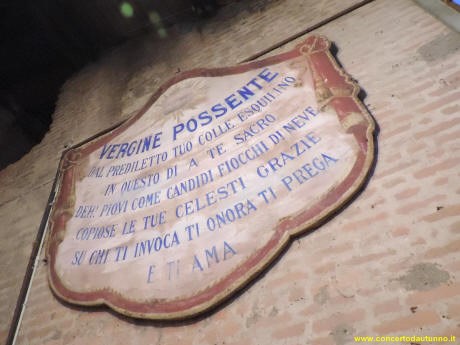 VERGINE POSSENTE
DAL PREDILETTO TUO COLLE ESQUILINO
IN QUESTO DI A TE SACRO
DEH! PIOVI COME CANDIDI FIOCCHI DI NEVE
COPIOSE LE TUE CELESTI GRAZIE
SU CHI TI INVOCA TI ONORA TI PREGA
E TI AMA
www.concertodautunno.it